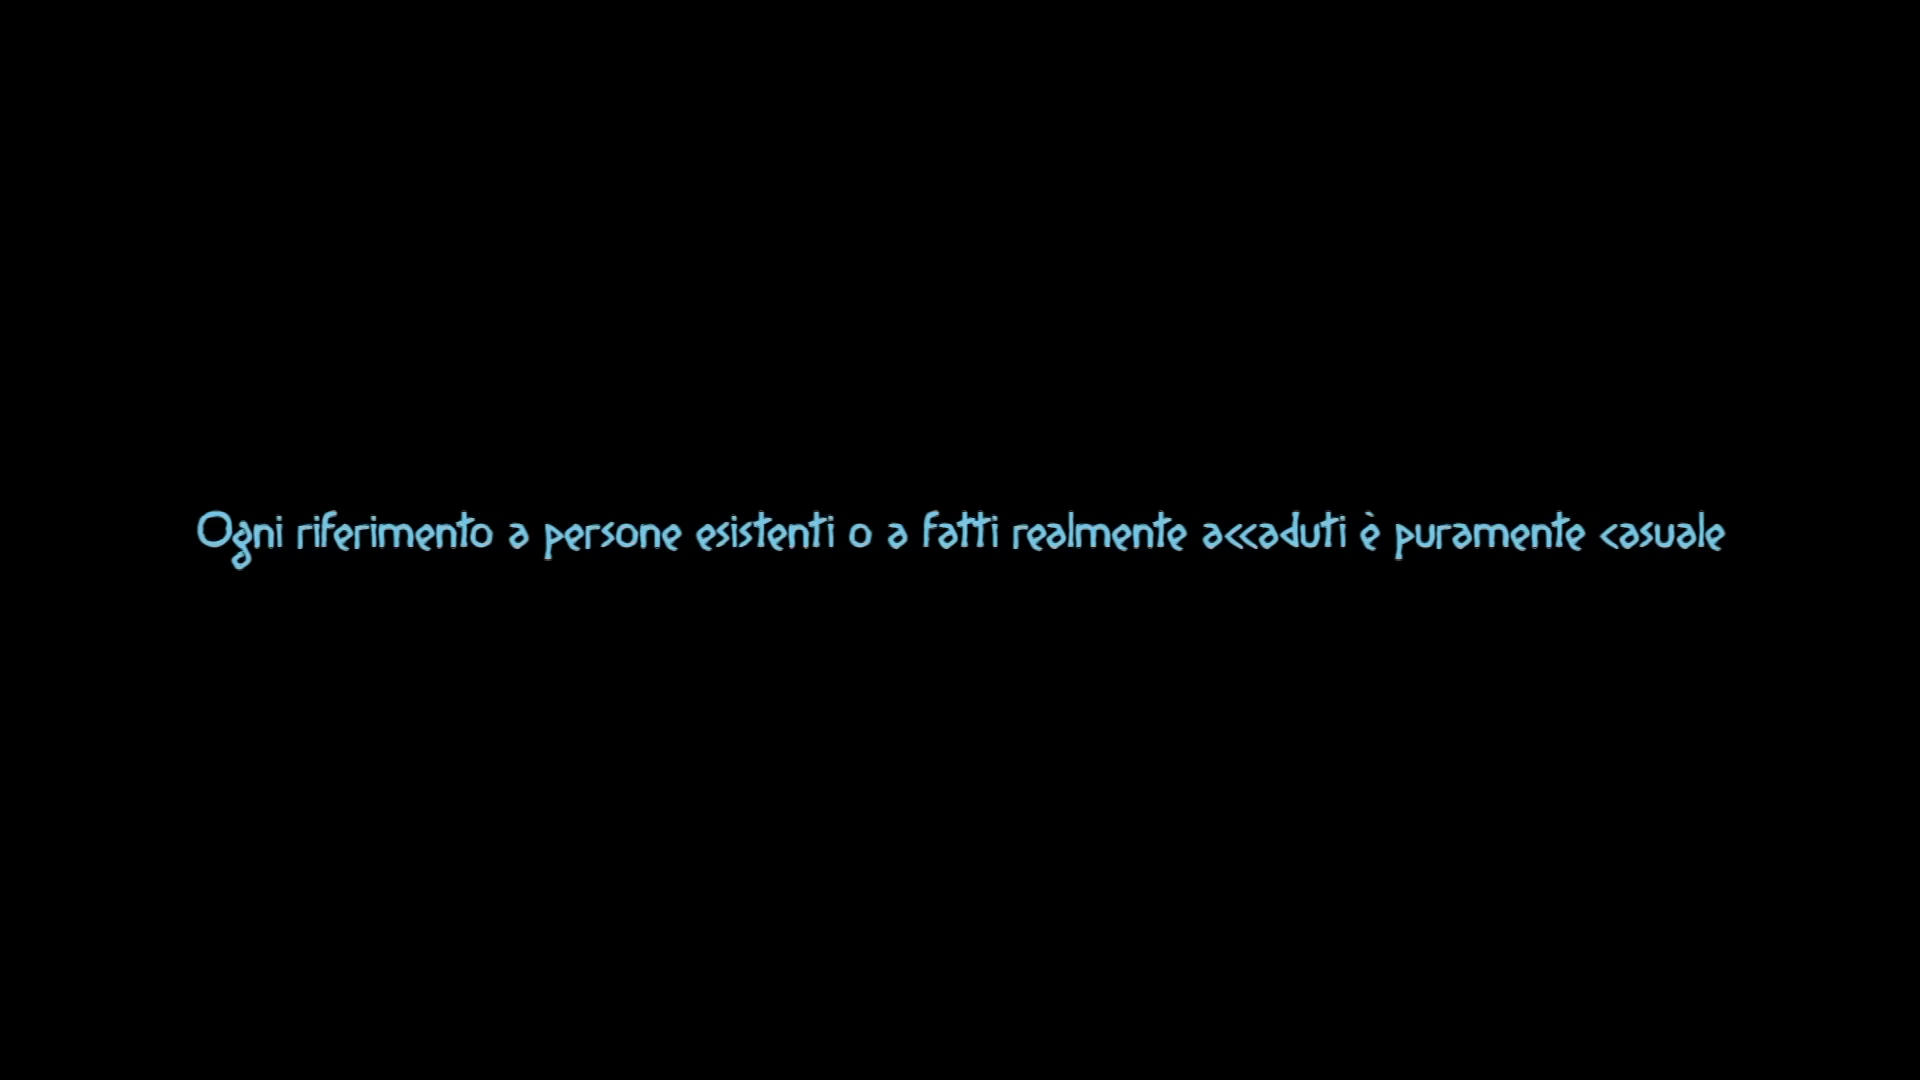 Ogni riferimento a persone esistenti o a fatti realmente accaduti è puramente casuale